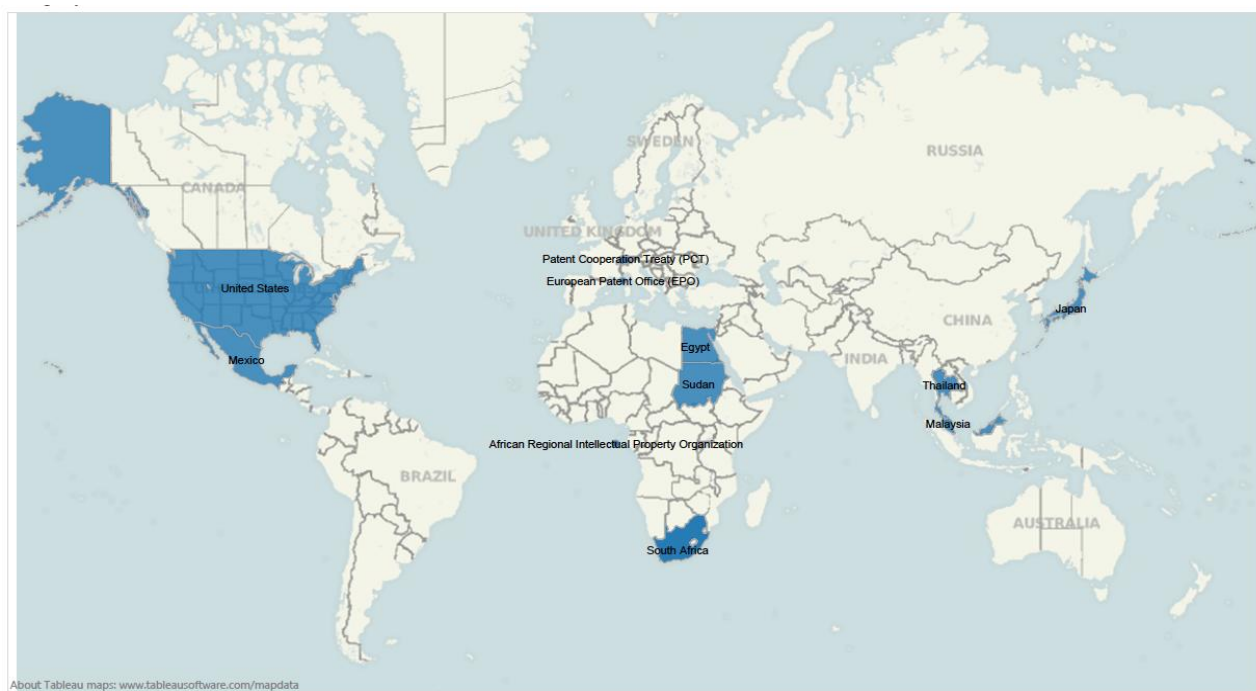 SWEDEN
RUSSIA
CANADA
UNITED KINGDOM
Patent Cooperation Treaty (PCT)
European Patent Office (EPO)
United States
Japan
CHINA
Egypt
Mexico
INDIA
Sudan
Thailand
Malaysia
African Regional Intellectual Property Organization
BRAZIL
AUSTRALIA
South Africa
About Tableau maps: www.tableausoftware.com/mapdata